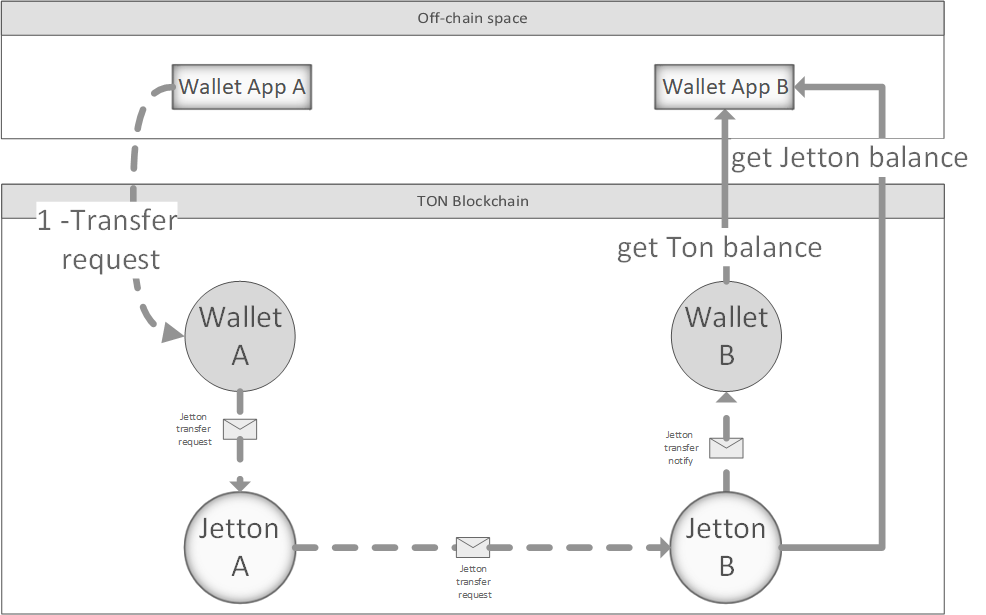 Off-chain space
Wallet App A
Wallet App B
get Jetton balance
TON Blockchain
1 -Transfer
request
get Ton balance
Wallet
A
Wallet
B
Jetton
transfer
request
Jetton
transfer
notify
Jetton
A
Jetton
B
Jetton
transfer
request